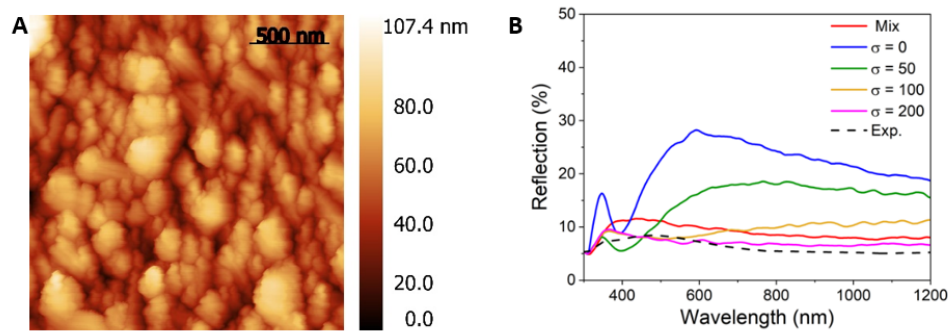 A
500 nm
107.4 nm
80.0
60.0
40.0
20.0
0.0
B
50
40
30
20
10
0
Reflection (%)
400
600
800
1000
1200
Wavelength (nm)
Mix
σ = 0
σ = 50
σ = 100
σ = 200
Exp.